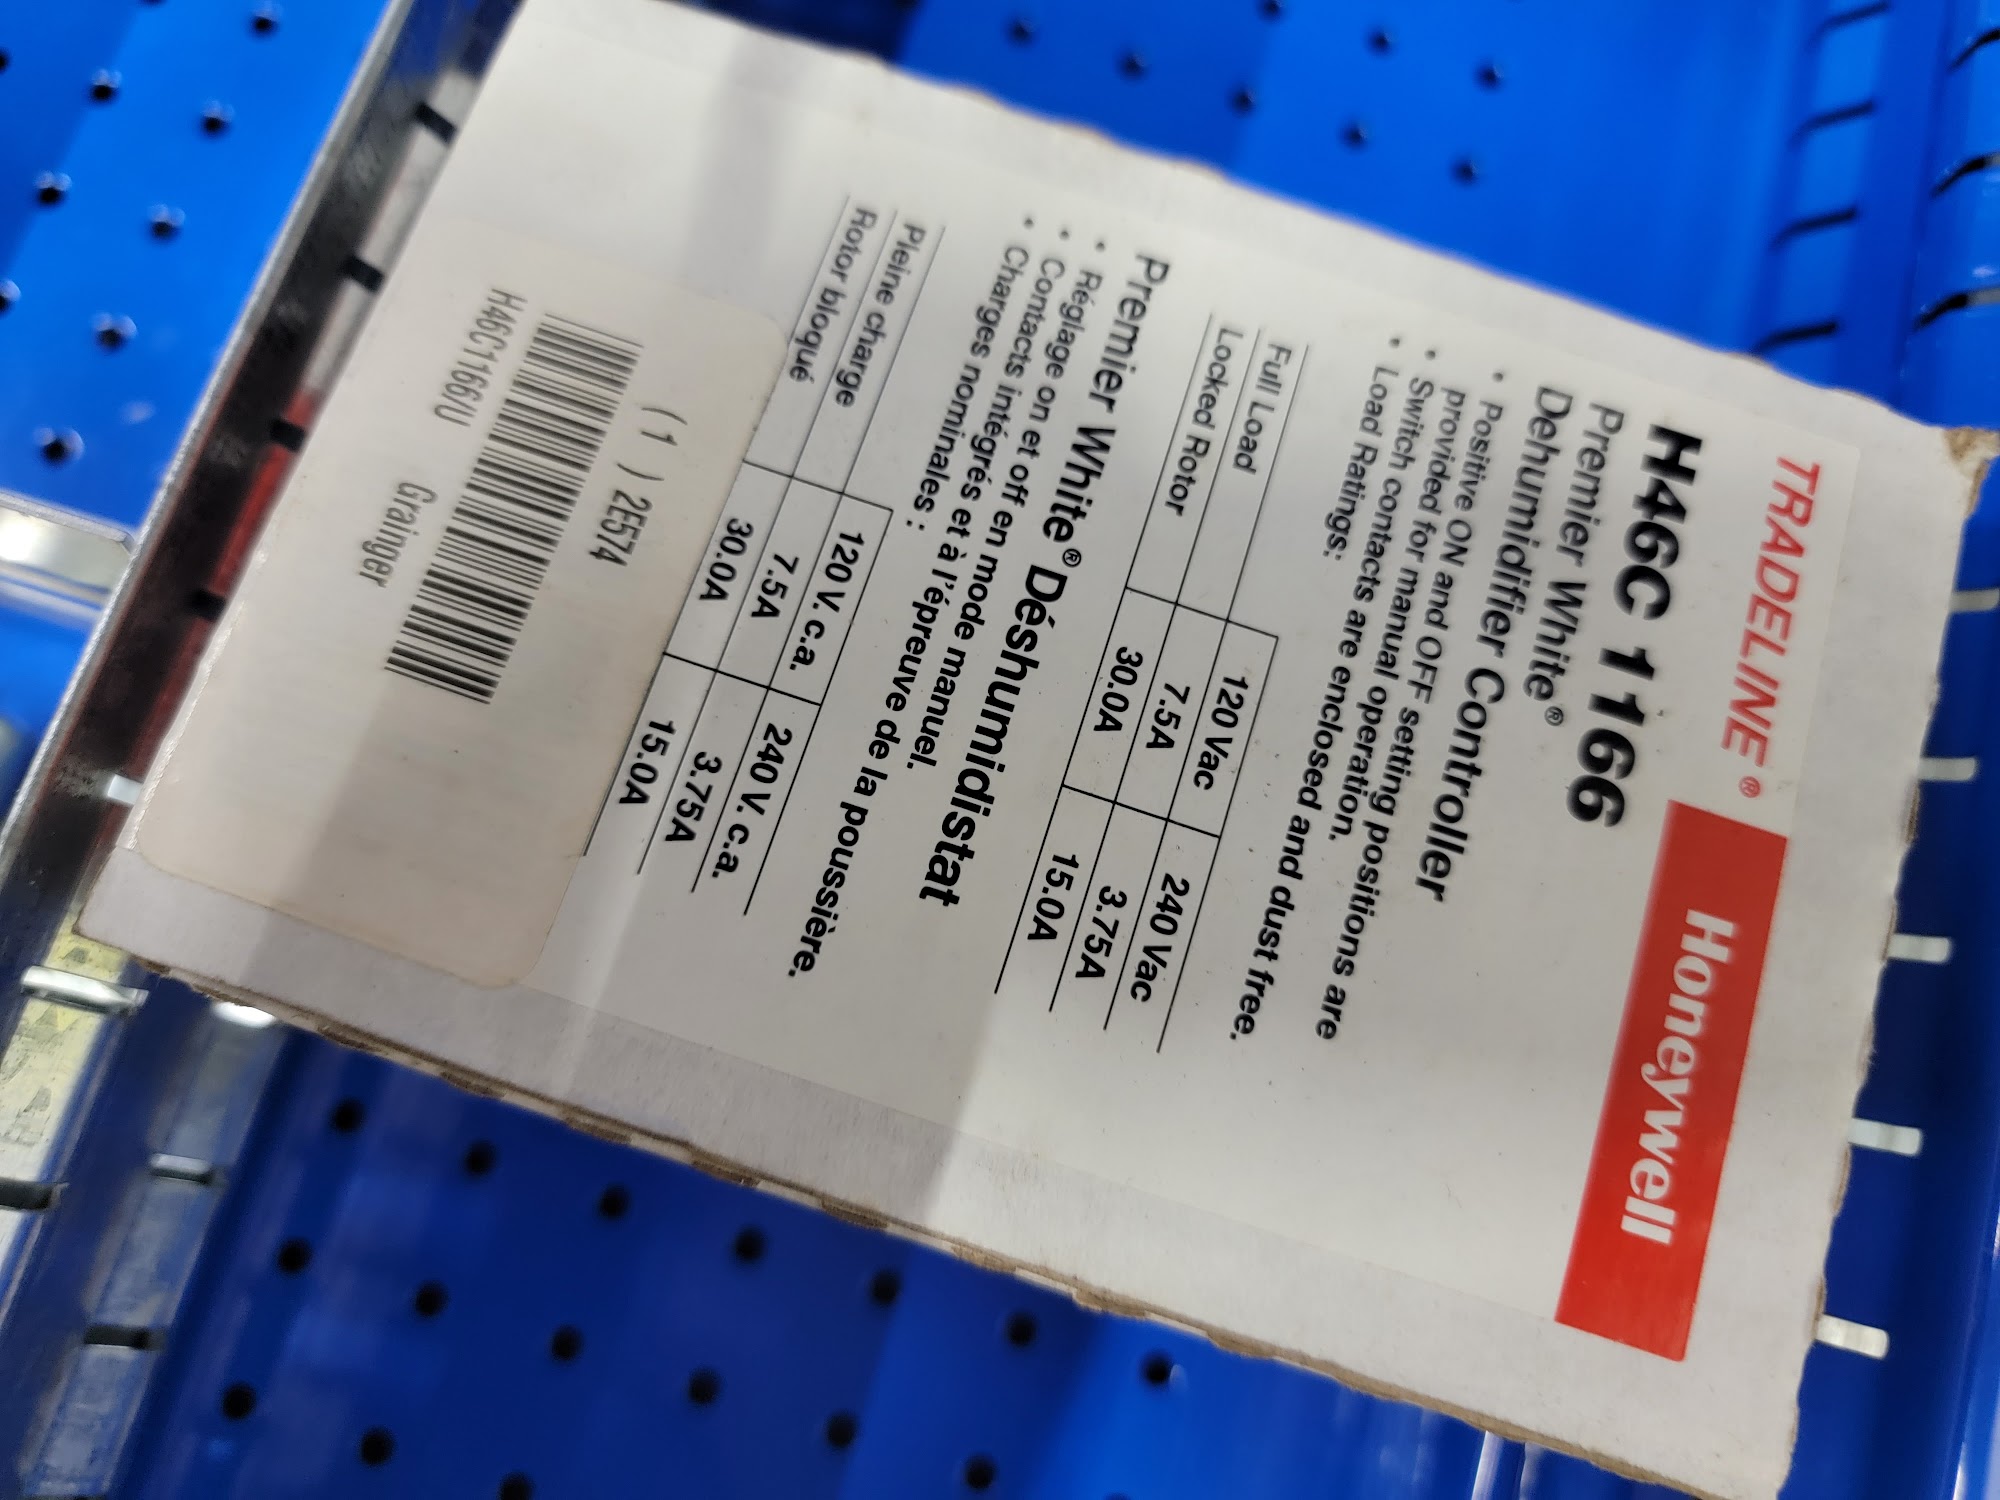 TRADELINE®
Honeywell
H46C 1166
Premier White®
Dehumidifier Controller
• Positive ON and OFF setting positions are
provided for manual operation.
• Switch contacts are enclosed and dust free.
• Load Ratings:
120 Vac 240 Vac
Full Load 7.5A 3.75A
Locked Rotor 30.0A 15.0A
Premier White® Déshumidistat
• Réglage on et off en mode manuel.
• Contacts intégrés et à l'épreuve de la poussière.
• Charges nominales :
120 V. c.a. 240 V. c.a.
Pleine charge 7.5A 3.75A
Rotor bloqué 30.0A 15.0A
( 1 ) 2E574
H46C1166/U Grainger